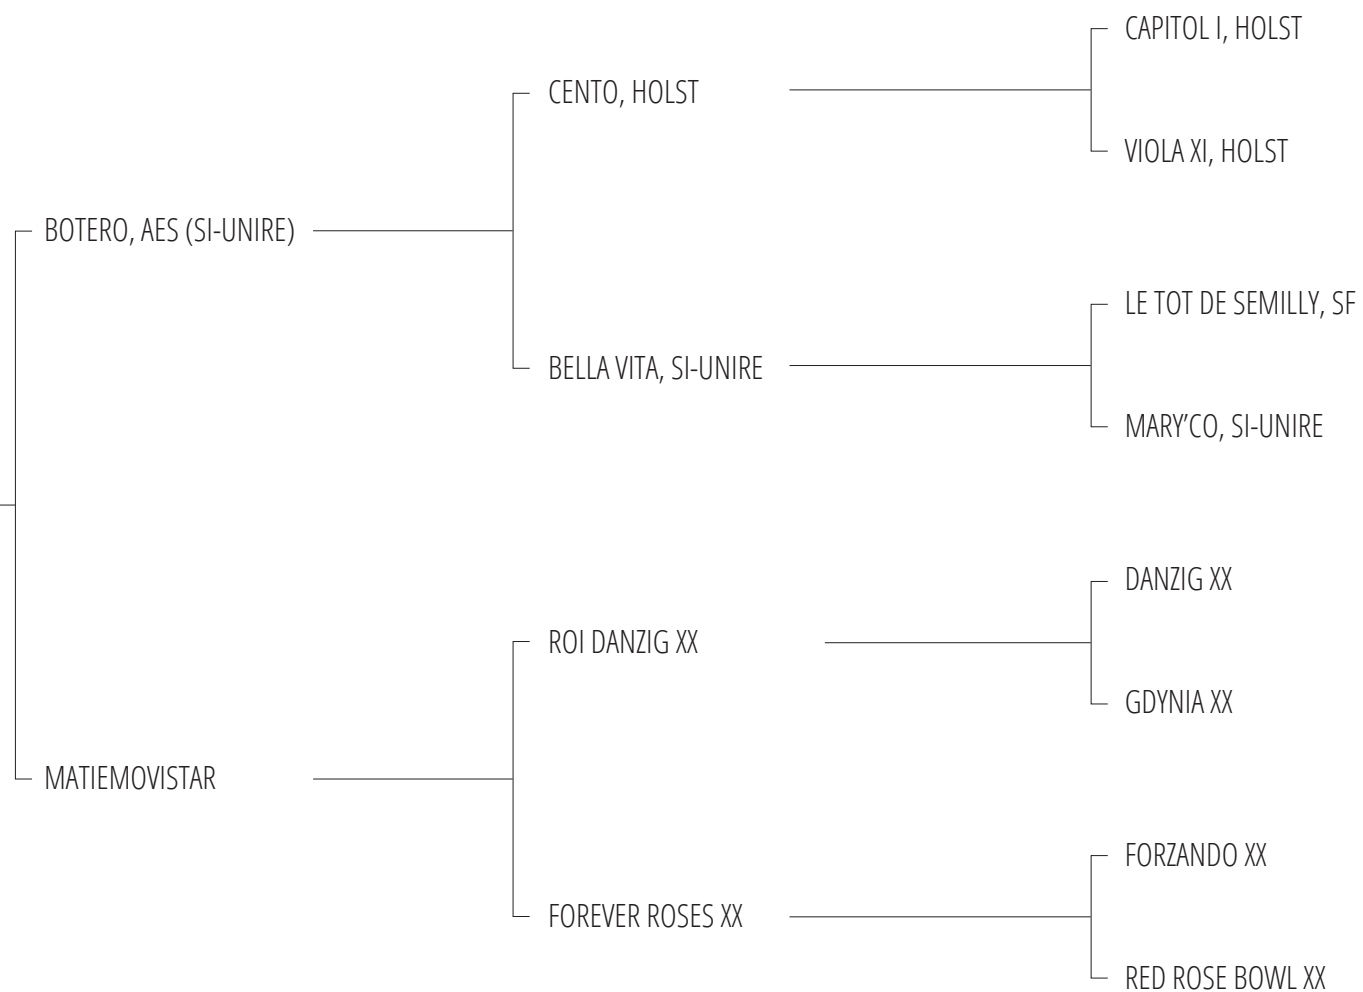 CAPITOL I, HOLST
CENTO, HOLST
VIOLA XI, HOLST
BOTERO, AES (SI-UNIRE)
LE TOT DE SEMILLY, SF
BELLA VITA, SI-UNIRE
MARY’CO, SI-UNIRE
DANZIG XX
ROI DANZIG XX
GDYNIA XX
MATIEMOVISTAR
FORZANDO XX
FOREVER ROSES XX
RED ROSE BOWL XX